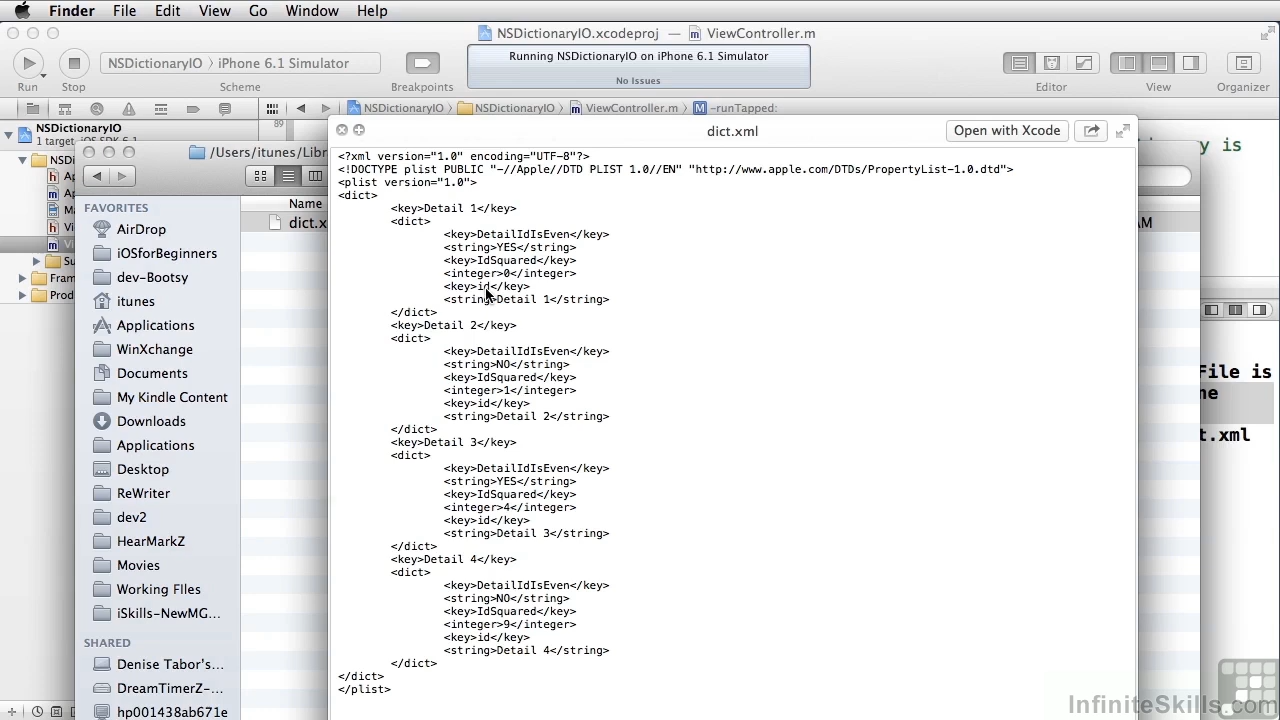 Finder File Edit View Go Window Help
NSDictionaryIO.xcodeproj — ViewController.m
Running NSDictionaryIO on iPhone 6.1 Simulator
No Issues
NSDictionaryIO 〉 iPhone 6.1 Simulator
Run Stop Scheme Breakpoints Editor View Organizer
NSDictionaryIO 〉 NSDictionaryIO 〉 ViewController.m 〉 M -runTapped:
89
NSDictionaryIO
dict.xml
Open with Xcode
y is
/Users/itunes/Libr
<?xml version="1.0" encoding="UTF-8"?>
<!DOCTYPE plist PUBLIC "-//Apple//DTD PLIST 1.0//EN" "http://www.apple.com/DTDs/PropertyList-1.0.dtd">
<plist version="1.0">
<dict>
<key>Detail 1</key>
<dict>
<key>DetailIdIsEven</key>
<string>YES</string>
<key>IdSquared</key>
<integer>0</integer>
<key>id</key>
<string>Detail 1</string>
</dict>
<key>Detail 2</key>
<dict>
<key>DetailIdIsEven</key>
<string>NO</string>
<key>IdSquared</key>
<integer>1</integer>
<key>id</key>
<string>Detail 2</string>
</dict>
<key>Detail 3</key>
<dict>
<key>DetailIdIsEven</key>
<string>YES</string>
<key>IdSquared</key>
<integer>4</integer>
<key>id</key>
<string>Detail 3</string>
</dict>
<key>Detail 4</key>
<dict>
<key>DetailIdIsEven</key>
<string>NO</string>
<key>IdSquared</key>
<integer>9</integer>
<key>id</key>
<string>Detail 4</string>
</dict>
</dict>
</plist>
FAVORITES
AirDrop
iOSforBeginners
dev-Bootsy
itunes
Applications
WinXchange
Documents
My Kindle Content
Downloads
Applications
Desktop
ReWriter
dev2
HearMarkZ
Movies
Working FIles
iSkills-NewMG...
SHARED
Denise Tabor's...
DreamTimerZ-...
hp001438ab671e
Name
dict.x
Fram
Prod
File is
ne
t.xml
InfiniteSkills.com